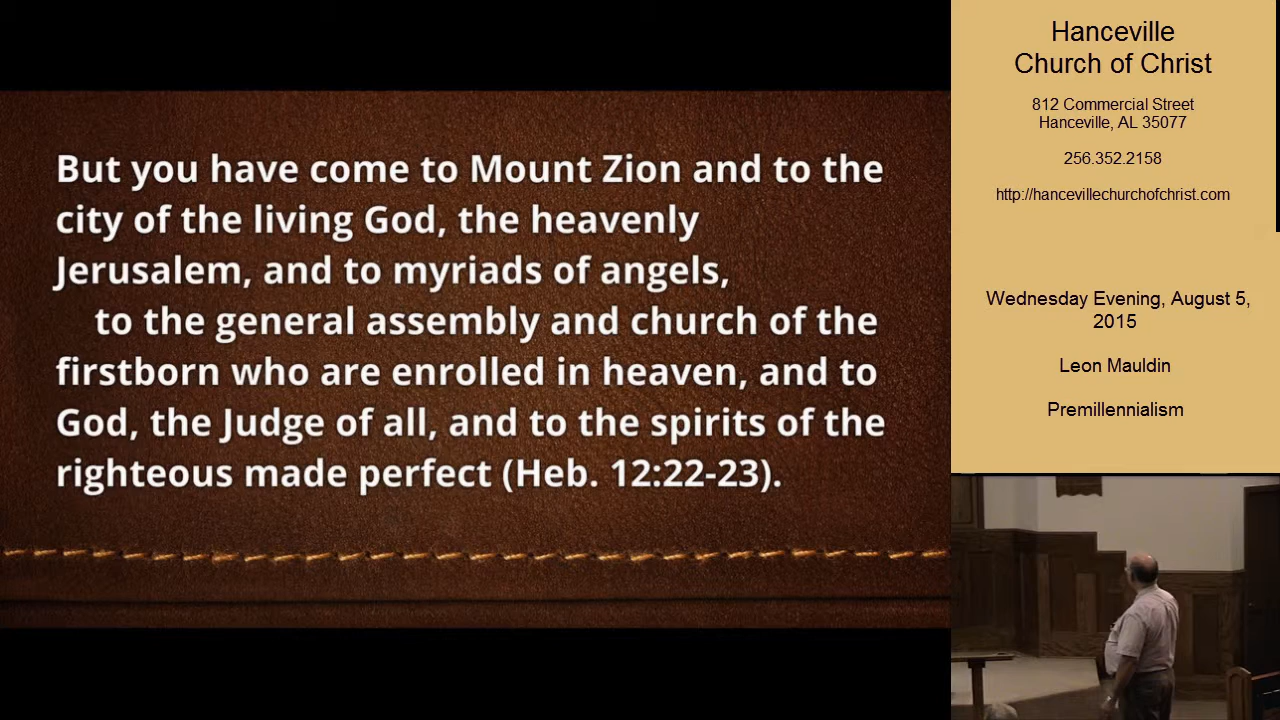 But you have come to Mount Zion and to the
city of the living God, the heavenly
Jerusalem, and to myriads of angels,
to the general assembly and church of the
firstborn who are enrolled in heaven, and to
God, the Judge of all, and to the spirits of the
righteous made perfect (Heb. 12:22-23).
Hanceville
Church of Christ
812 Commercial Street
Hanceville, AL 35077
256.352.2158
http://hancevillechurchofchrist.com
Wednesday Evening, August 5,
2015
Leon Mauldin
Premillennialism